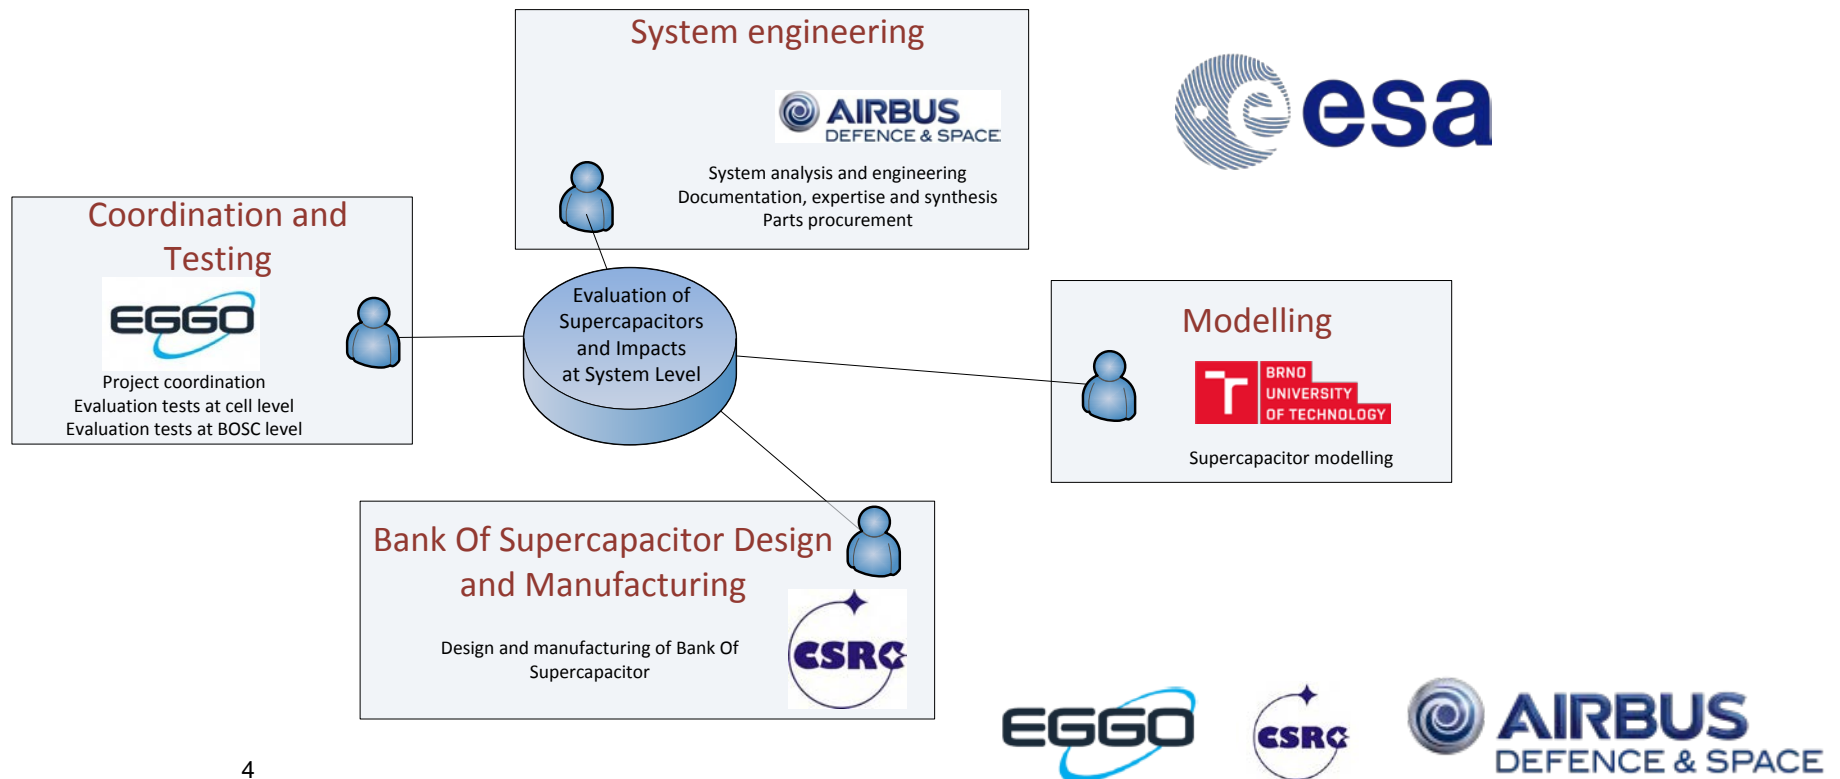 System engineering
AIRBUS
DEFENCE & SPACE
System analysis and engineering
Documentation, expertise and synthesis
Parts procurement
esa
Coordination and
Testing
EGGO
Project coordination
Evaluation tests at cell level
Evaluation tests at BOSC level
Evaluation of
Supercapacitors
and Impacts
at System Level
Modelling
BRNO
UNIVERSITY
OF TECHNOLOGY
Supercapacitor modelling
Bank Of Supercapacitor Design
and Manufacturing
Design and manufacturing of Bank Of
Supercapacitor
CSRC
EGGO
CSRC
AIRBUS
DEFENCE & SPACE
4